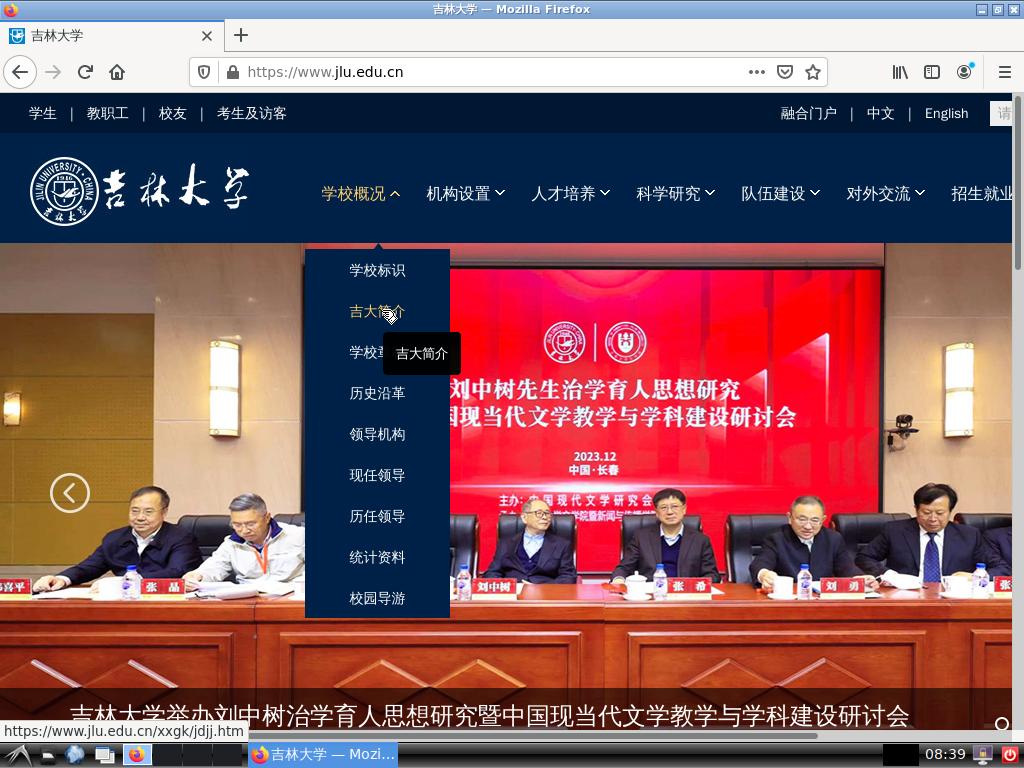 吉林大学 — Mozilla Firefox
吉林大学
https://www.jlu.edu.cn
学生 | 教职工 | 校友 | 考生及访客
融合门户 | 中文 | English
请
JILIN UNIVERSITY·CHINA
1946
吉林大学
学校概况 机构设置 人才培养 科学研究 队伍建设 对外交流 招生就业
学校标识
吉大简介
学校
吉大简介
历史沿革
领导机构
现任领导
历任领导
统计资料
校园导游
刘中树先生治学育人思想研究
国现当代文学教学与学科建设研讨会
2023.12
中国·长春
主办：中国现代文学研究会
喜平
张 晶
刘中树
张 希
刘 勇
吉林大学举办刘中树治学育人思想研究暨中国现当代文学教学与学科建设研讨会
https://www.jlu.edu.cn/xxgk/jdjj.htm
吉林大学 — Mozi...
08:39